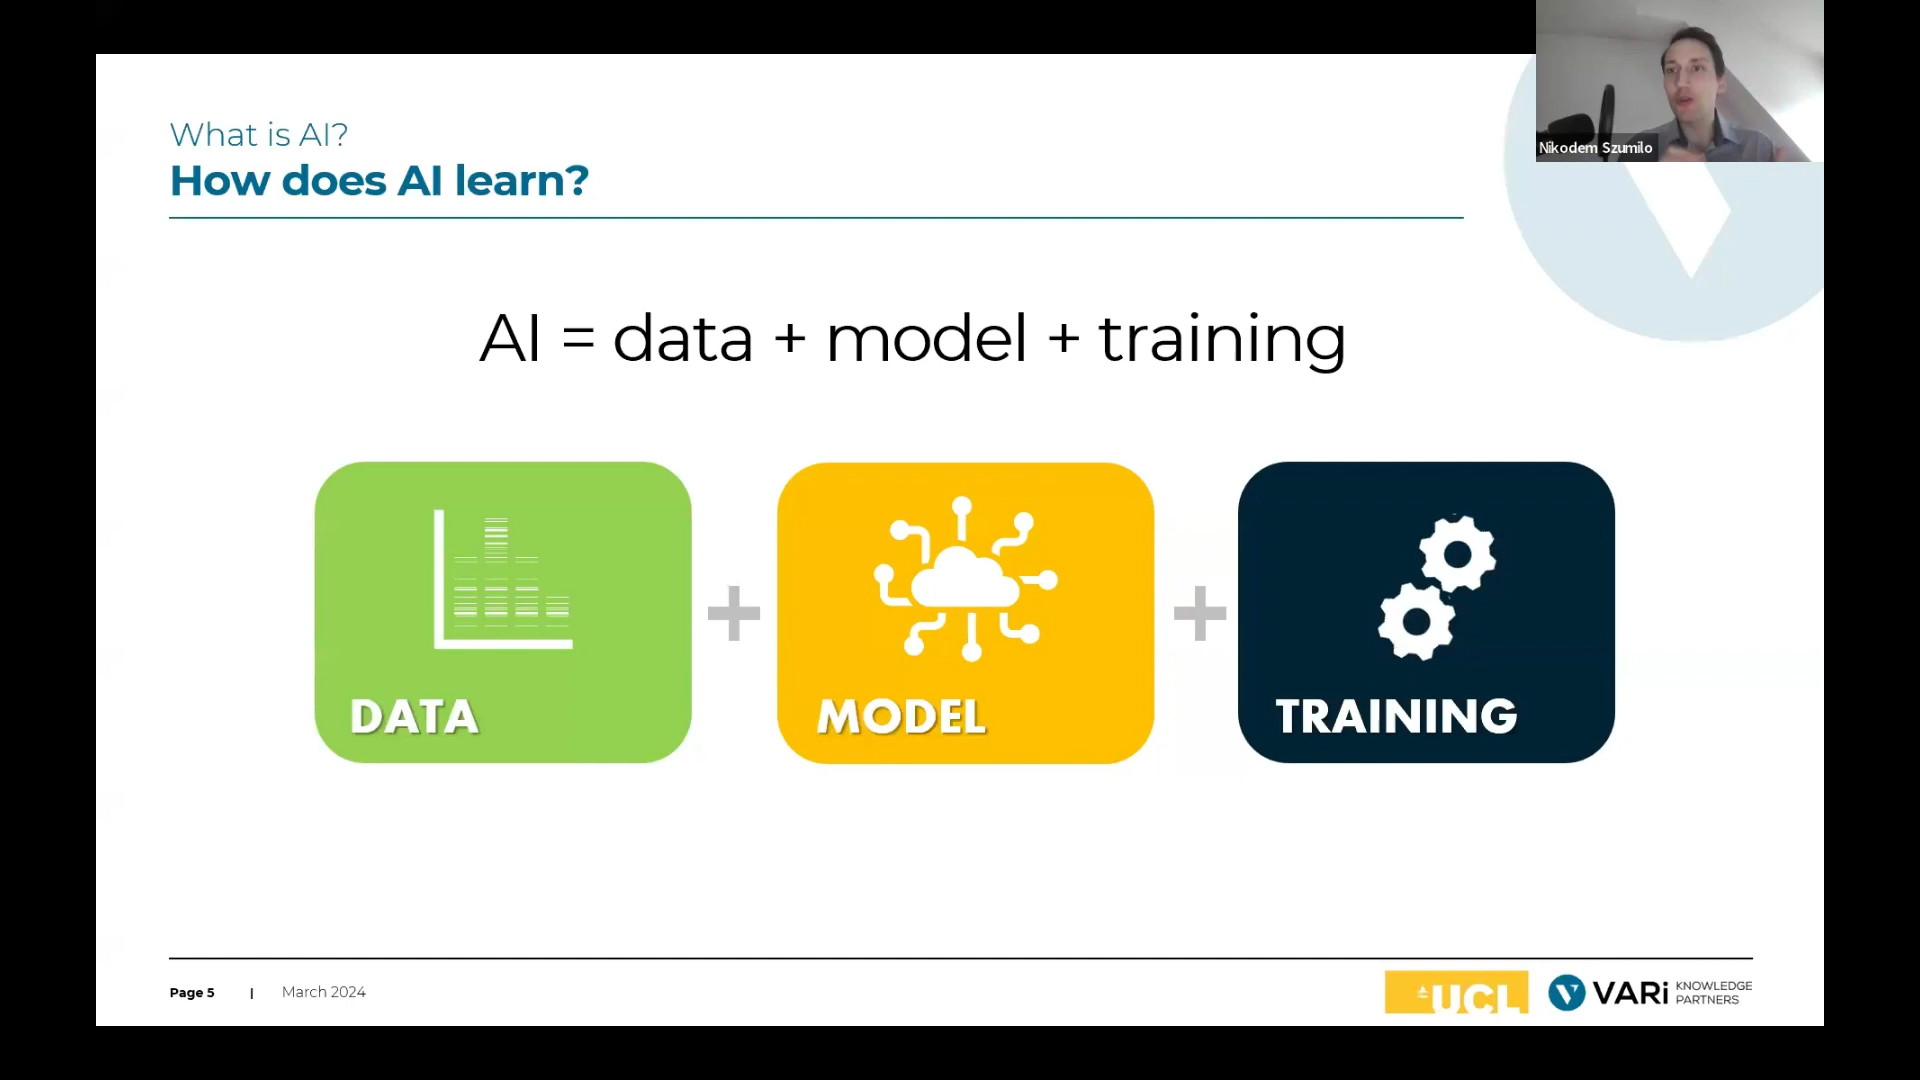 Nikodem Szumilo
What is AI?
How does AI learn?
AI = data + model + training
DATA
+
MODEL
+
TRAINING
Page 5 | March 2024
UCL
VARi KNOWLEDGE
PARTNERS